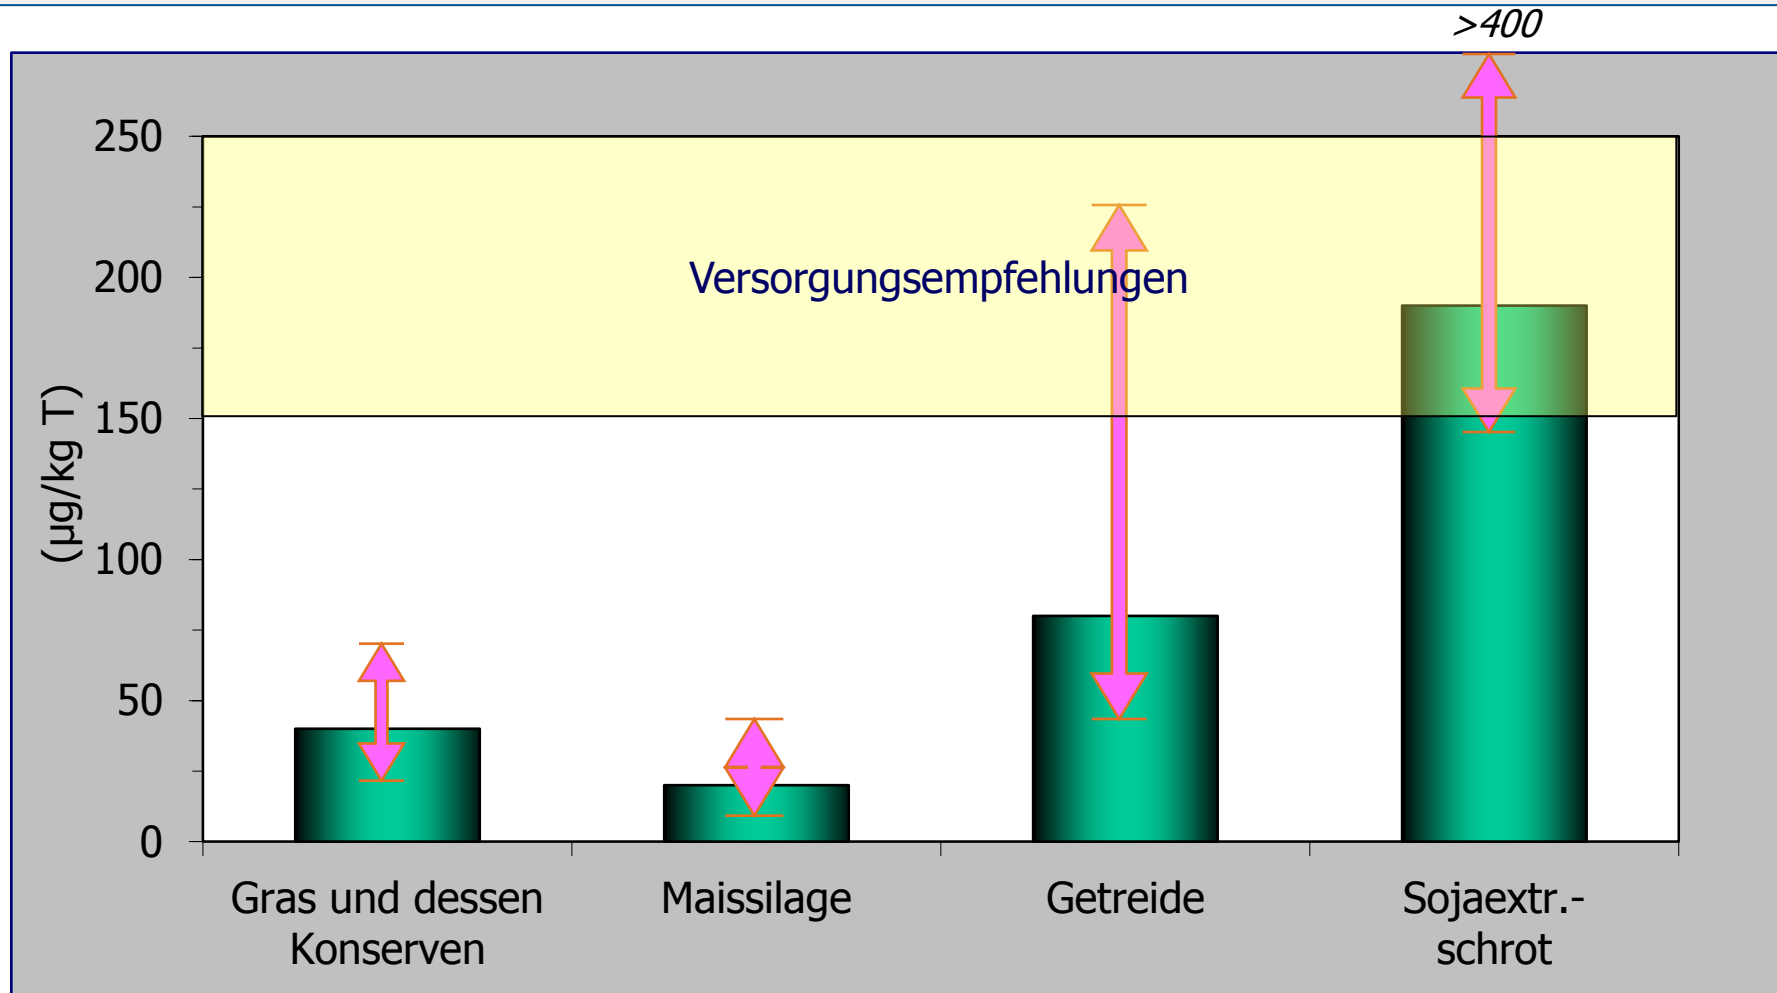 >400
250
200
150
100
50
0
(µg/kg T)
Versorgungsempfehlungen
Gras und dessen
Konserven
Maissilage
Getreide
Sojaextr.-
schrot